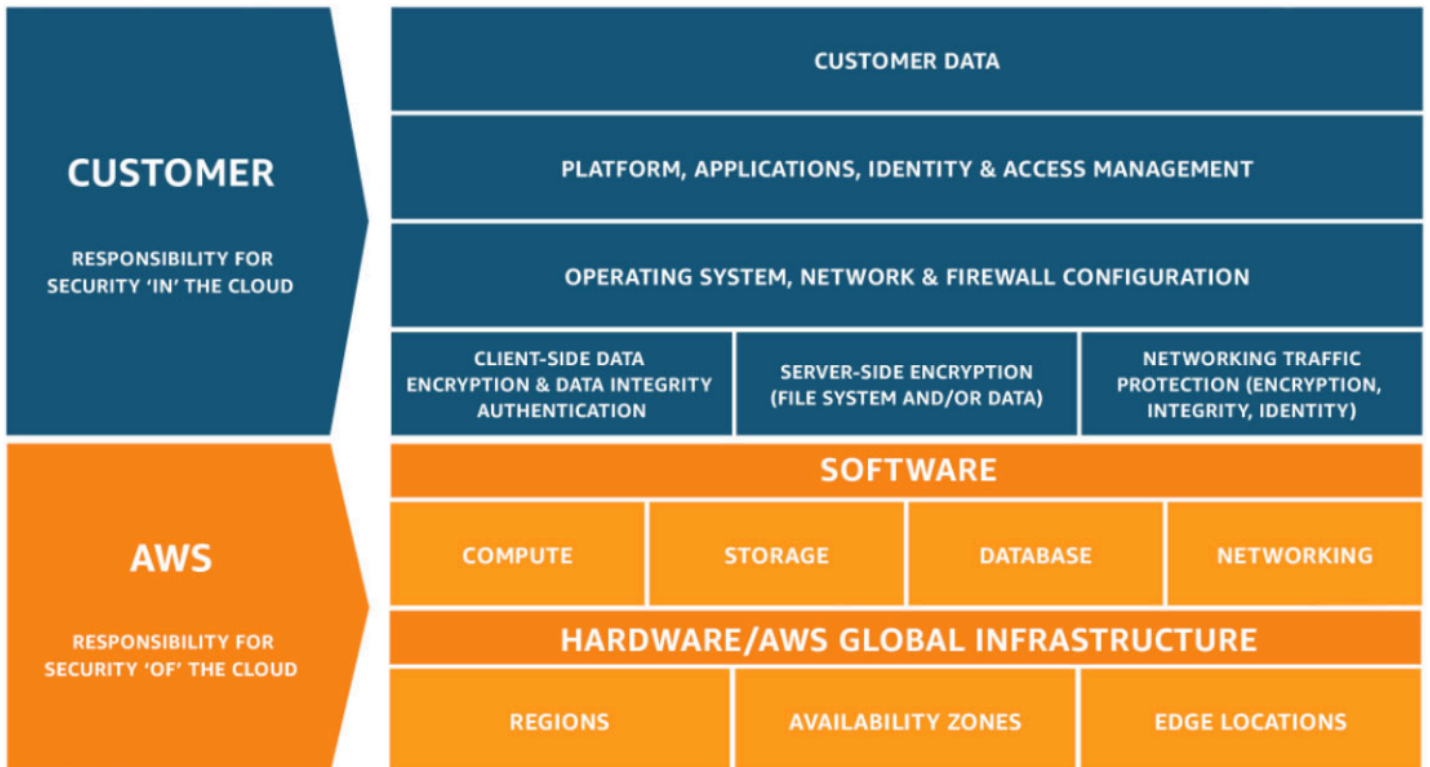 CUSTOMER
RESPONSIBILITY FOR
SECURITY ‘IN’ THE CLOUD
CUSTOMER DATA
PLATFORM, APPLICATIONS, IDENTITY & ACCESS MANAGEMENT
OPERATING SYSTEM, NETWORK & FIREWALL CONFIGURATION
CLIENT-SIDE DATA
ENCRYPTION & DATA INTEGRITY
AUTHENTICATION
SERVER-SIDE ENCRYPTION
(FILE SYSTEM AND/OR DATA)
NETWORKING TRAFFIC
PROTECTION (ENCRYPTION,
INTEGRITY, IDENTITY)
AWS
RESPONSIBILITY FOR
SECURITY ‘OF’ THE CLOUD
SOFTWARE
COMPUTE
STORAGE
DATABASE
NETWORKING
HARDWARE/AWS GLOBAL INFRASTRUCTURE
REGIONS
AVAILABILITY ZONES
EDGE LOCATIONS